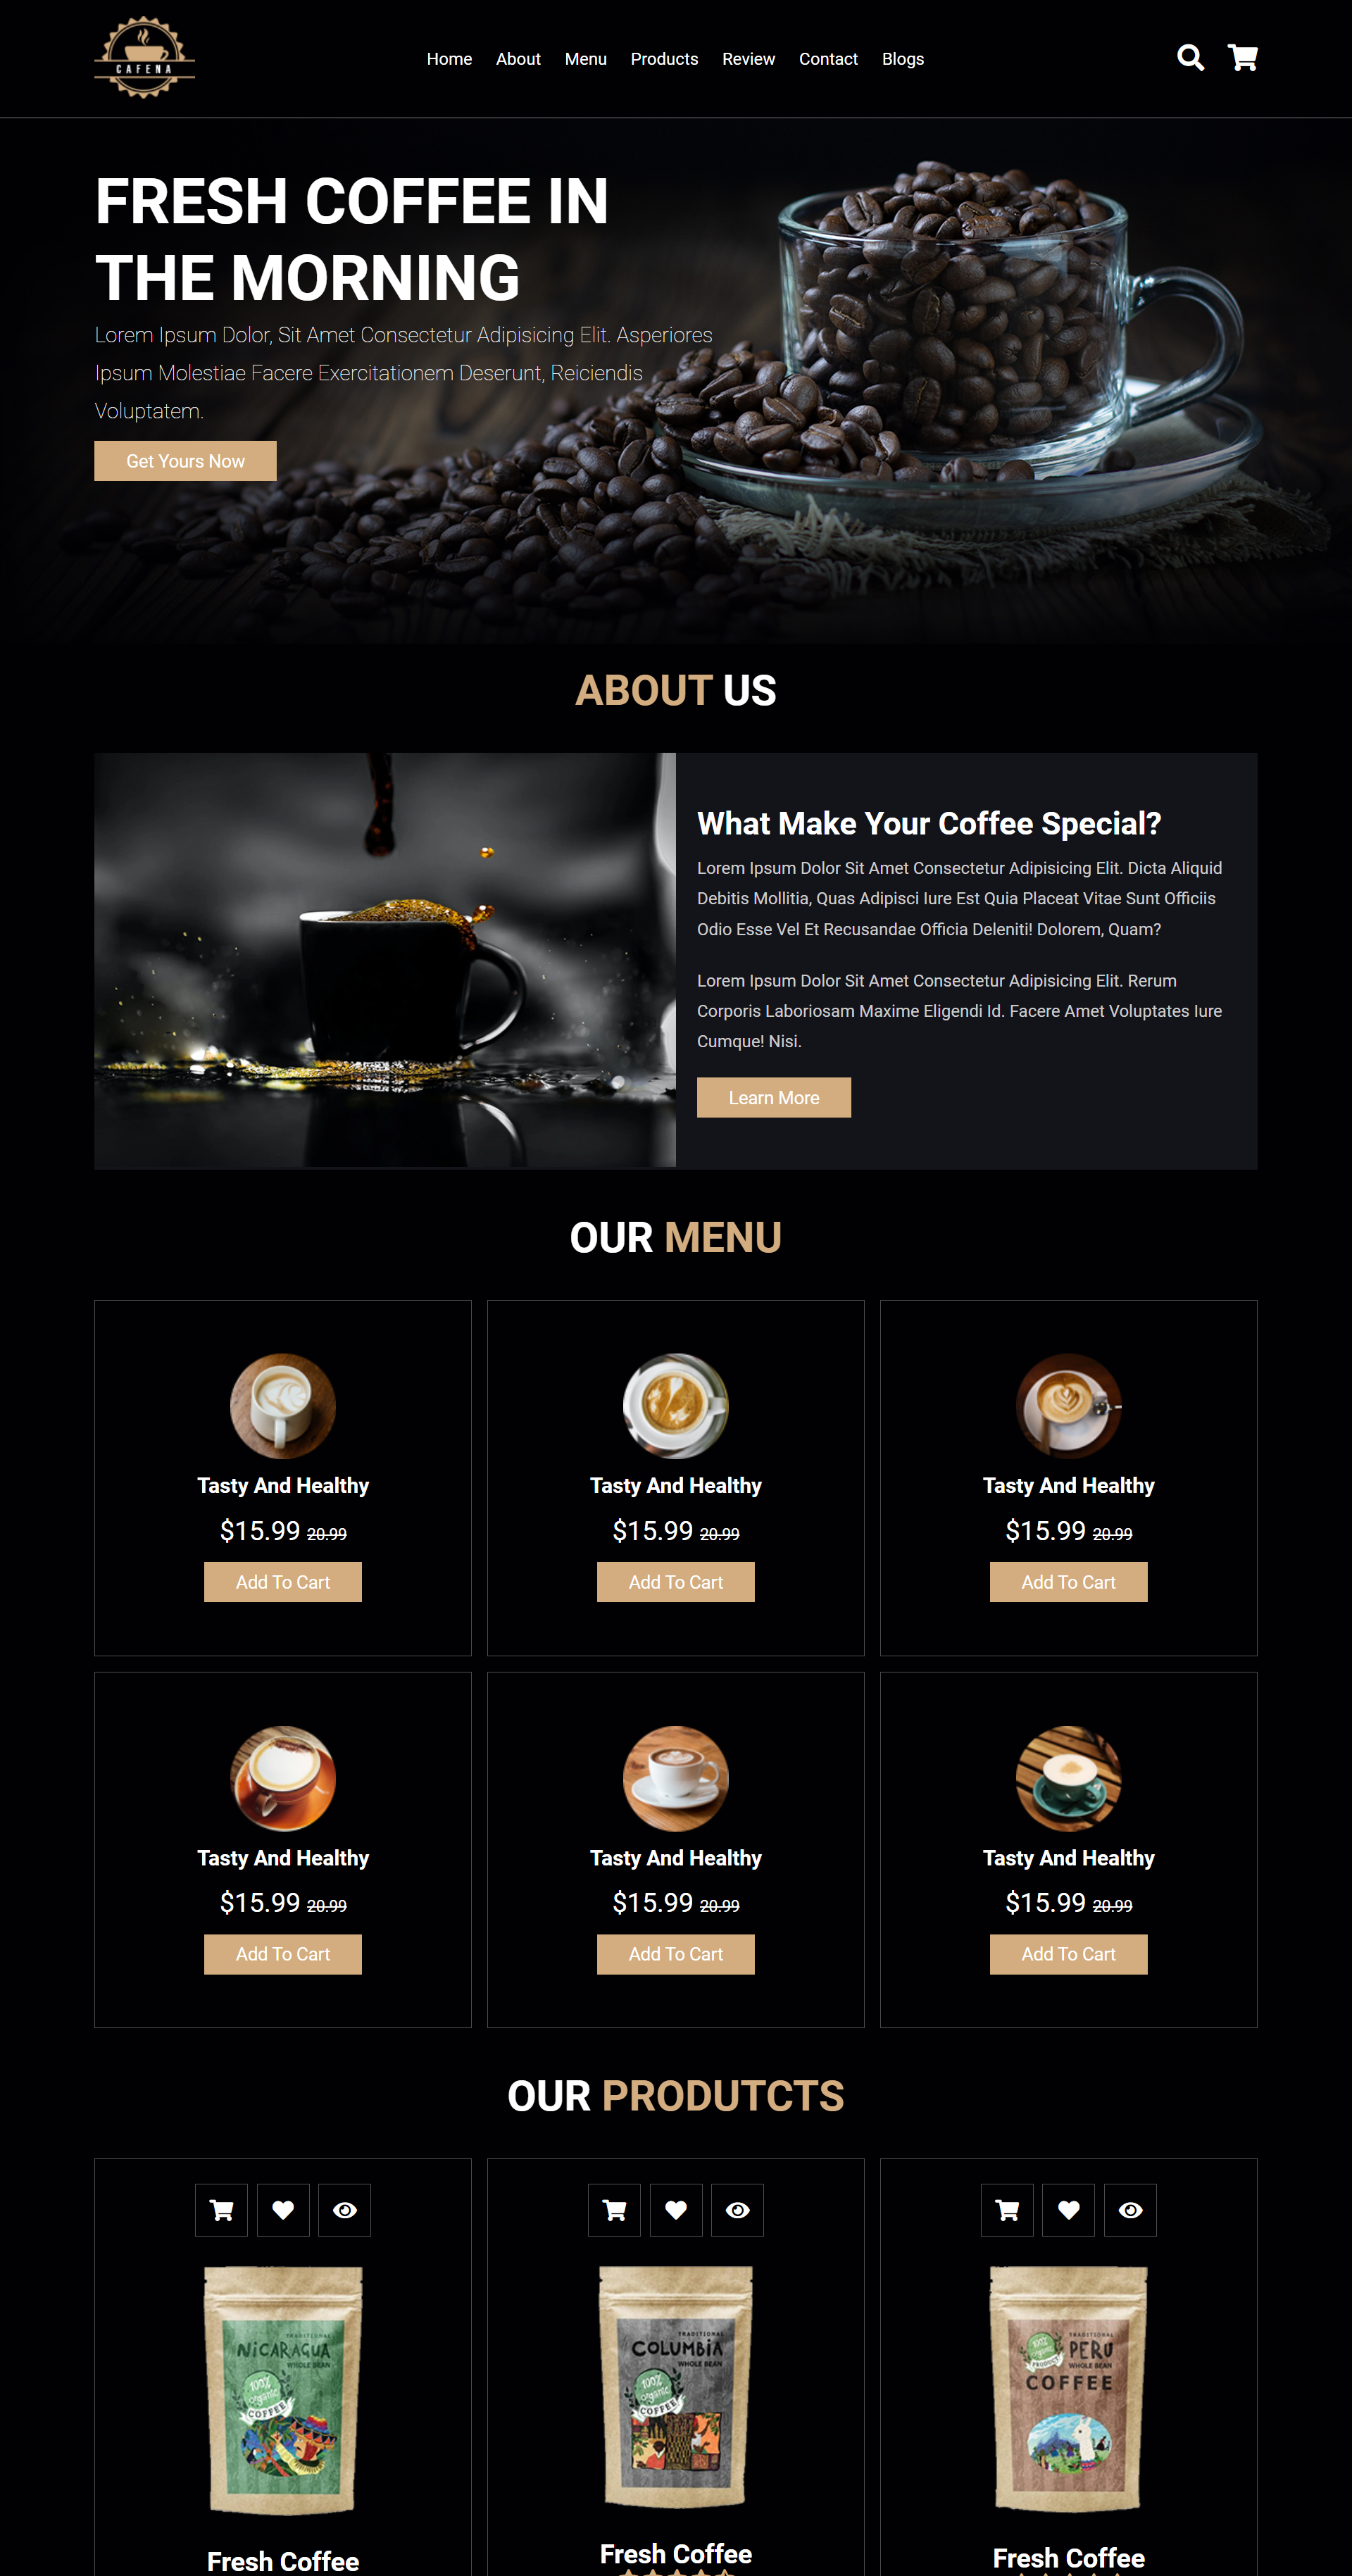 CAFENA
Home About Menu Products Review Contact Blogs
FRESH COFFEE IN
THE MORNING
Lorem Ipsum Dolor, Sit Amet Consectetur Adipisicing Elit. Asperiores
Ipsum Molestiae Facere Exercitationem Deserunt, Reiciendis
Voluptatem.
Get Yours Now
ABOUT US
What Make Your Coffee Special?
Lorem Ipsum Dolor Sit Amet Consectetur Adipisicing Elit. Dicta Aliquid
Debitis Mollitia, Quas Adipisci Iure Est Quia Placeat Vitae Sunt Officiis
Odio Esse Vel Et Recusandae Officia Deleniti! Dolorem, Quam?
Lorem Ipsum Dolor Sit Amet Consectetur Adipisicing Elit. Rerum
Corporis Laboriosam Maxime Eligendi Id. Facere Amet Voluptates Iure
Cumque! Nisi.
Learn More
OUR MENU
Tasty And Healthy Tasty And Healthy Tasty And Healthy
$15.99 20.99 $15.99 20.99 $15.99 20.99
Add To Cart Add To Cart Add To Cart
Tasty And Healthy Tasty And Healthy Tasty And Healthy
$15.99 20.99 $15.99 20.99 $15.99 20.99
Add To Cart Add To Cart Add To Cart
OUR PRODUTCTS
TRADITIONAL
NICARAGUA
WHOLE BEAN
100%
organic
COFFEE
TRADITIONAL
COLUMBIA
WHOLE BEAN
100%
organic
COFFEE
TRADITIONAL
100% PERU
organic
WHOLE BEAN
COFFEE
Fresh Coffee Fresh Coffee Fresh Coffee